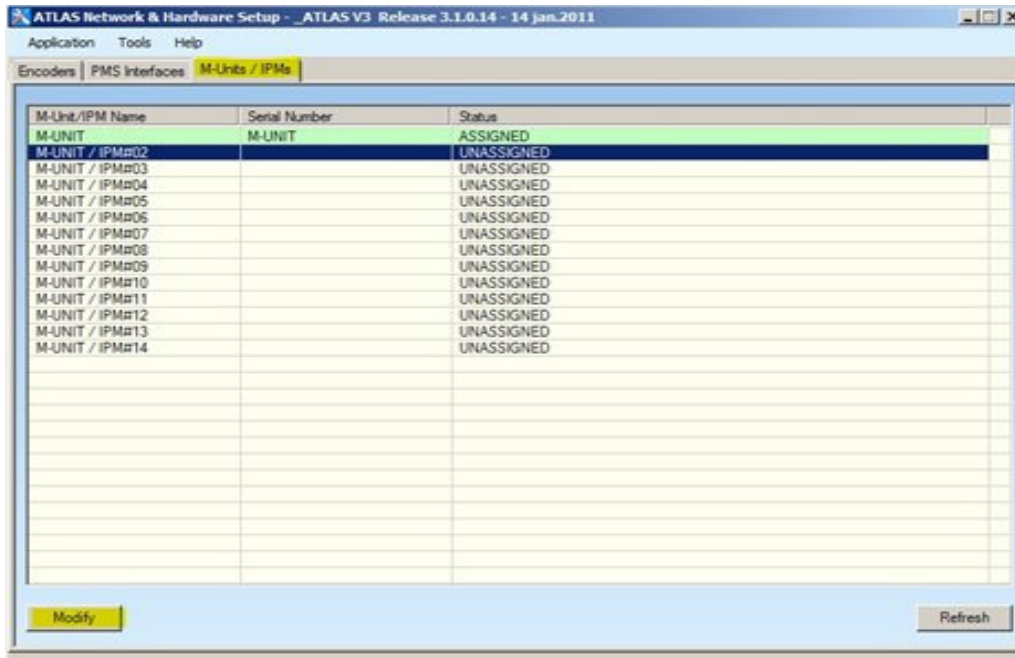 ATLAS Network & Hardware Setup - _ATLAS V3 Release 3.1.0.14 - 14 jan.2011
Application Tools Help
Encoders PMS Interfaces M-Units / IPMs
M-Unit/IPM Name Serial Number Status
M-UNIT M-UNIT ASSIGNED
M-UNIT / IPM#02 UNASSIGNED
M-UNIT / IPM#03 UNASSIGNED
M-UNIT / IPM#04 UNASSIGNED
M-UNIT / IPM#05 UNASSIGNED
M-UNIT / IPM#06 UNASSIGNED
M-UNIT / IPM#07 UNASSIGNED
M-UNIT / IPM#08 UNASSIGNED
M-UNIT / IPM#09 UNASSIGNED
M-UNIT / IPM#10 UNASSIGNED
M-UNIT / IPM#11 UNASSIGNED
M-UNIT / IPM#12 UNASSIGNED
M-UNIT / IPM#13 UNASSIGNED
M-UNIT / IPM#14 UNASSIGNED
Modify Refresh